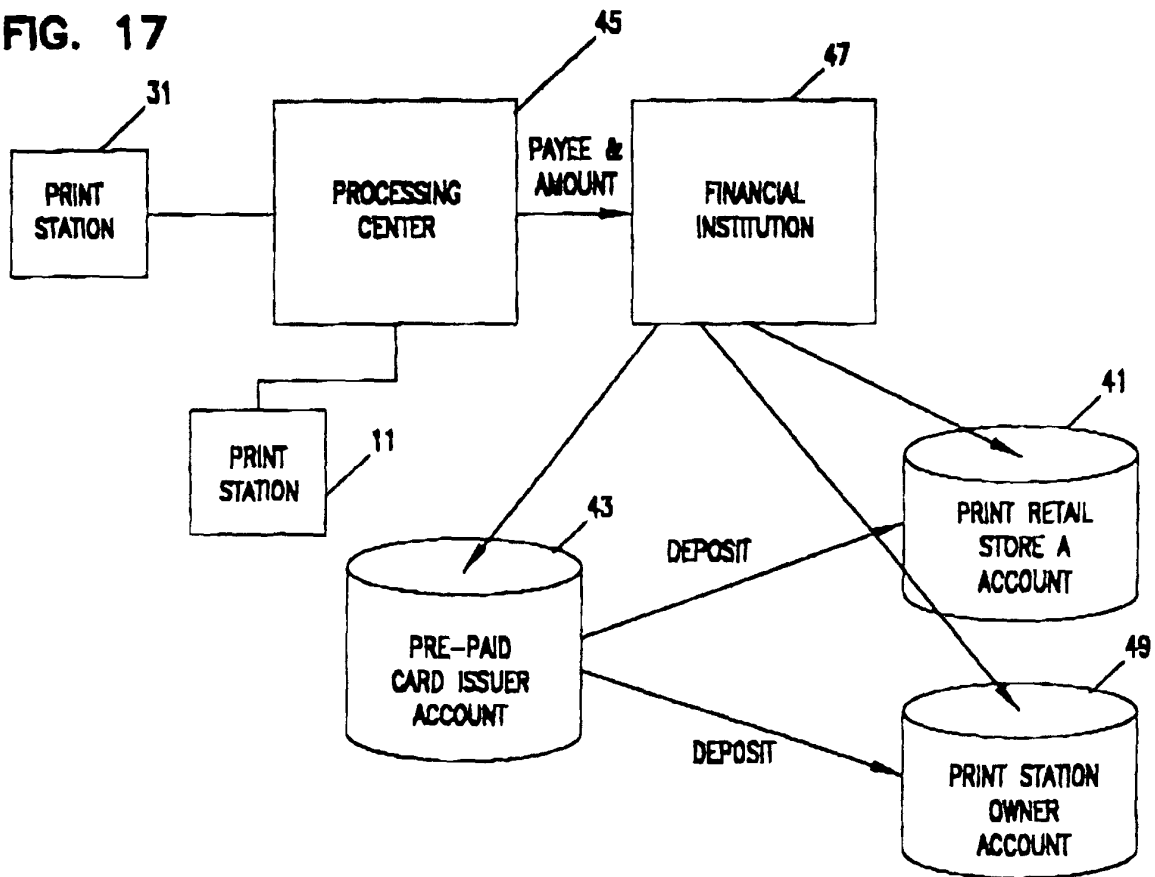 FIG. 17
45
47
31
PAYEE &
AMOUNT
PRINT
STATION
PROCESSING
CENTER
FINANCIAL
INSTITUTION
41
11
PRINT
STATION
43
PRINT RETAIL
STORE A
ACCOUNT
DEPOSIT
PRE-PAID
CARD ISSUER
ACCOUNT
49
DEPOSIT
PRINT STATION
OWNER
ACCOUNT